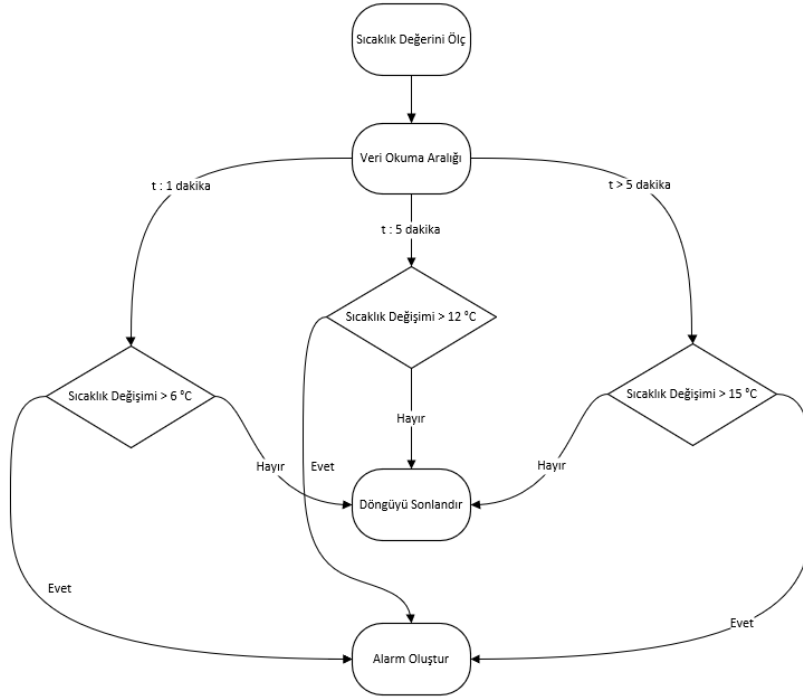 Sıcaklık Değerini Ölç
Veri Okuma Aralığı
t : 1 dakika
t > 5 dakika
t : 5 dakika
Sıcaklık Değişimi > 12 °C
Sıcaklık Değişimi > 6 °C
Sıcaklık Değişimi > 15 °C
Hayır
Hayır
Evet
Hayır
Döngüyü Sonlandır
Evet
Evet
Alarm Oluştur